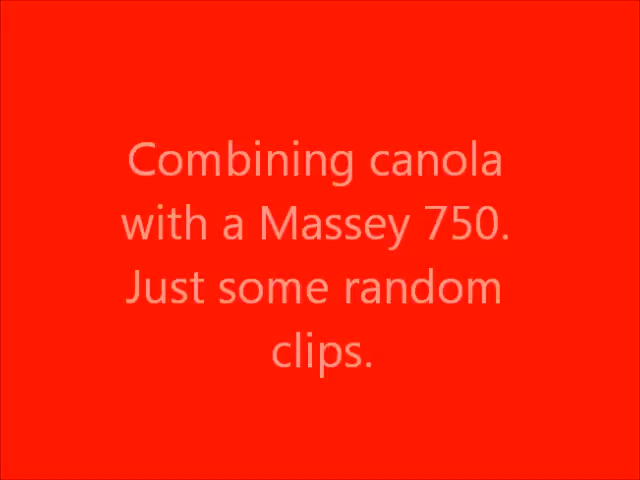 Combining canola
with a Massey 750.
Just some random
clips.